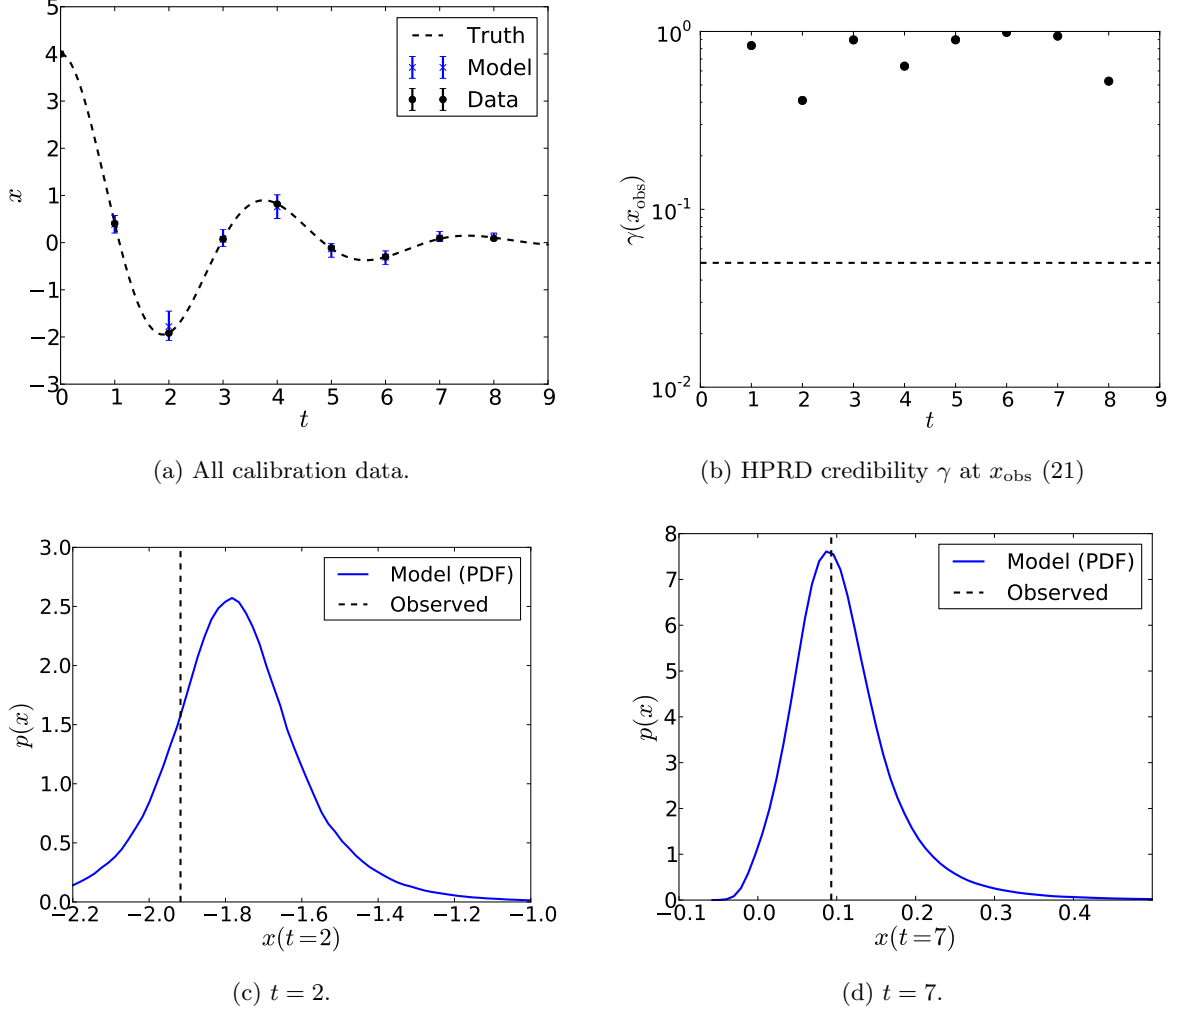 5
4
3
2
1
0
−1
−2
−3
0 1 2 3 4 5 6 7 8 9
x
t
Truth
Model
Data
(a) All calibration data.
10^0
10^-1
10^-2
0 1 2 3 4 5 6 7 8 9
γ(x_obs)
t
(b) HPRD credibility γ at x_obs (21)
3.0
2.5
2.0
1.5
1.0
0.5
0.0
−2.2 −2.0 −1.8 −1.6 −1.4 −1.2 −1.0
p(x)
x(t=2)
Model (PDF)
Observed
(c) t = 2.
8
7
6
5
4
3
2
1
0
−0.1 0.0 0.1 0.2 0.3 0.4
p(x)
x(t=7)
Model (PDF)
Observed
(d) t = 7.